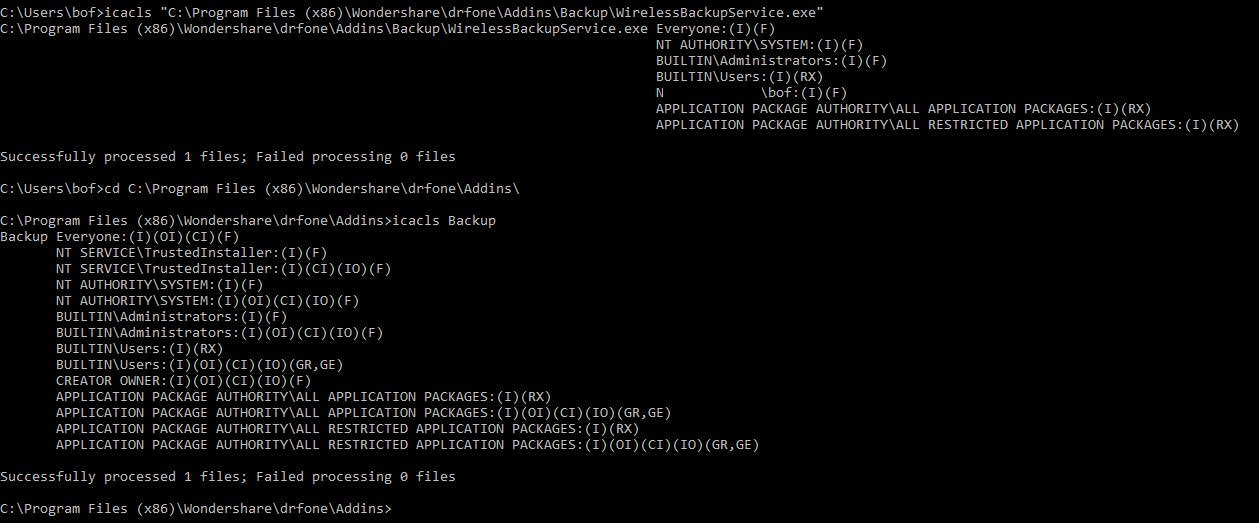 C:\Users\bof>icacls "C:\Program Files (x86)\Wondershare\drfone\Addins\Backup\WirelessBackupService.exe"
C:\Program Files (x86)\Wondershare\drfone\Addins\Backup\WirelessBackupService.exe Everyone:(I)(F)
NT AUTHORITY\SYSTEM:(I)(F)
BUILTIN\Administrators:(I)(F)
BUILTIN\Users:(I)(RX)
N \bof:(I)(F)
APPLICATION PACKAGE AUTHORITY\ALL APPLICATION PACKAGES:(I)(RX)
APPLICATION PACKAGE AUTHORITY\ALL RESTRICTED APPLICATION PACKAGES:(I)(RX)
Successfully processed 1 files; Failed processing 0 files
C:\Users\bof>cd C:\Program Files (x86)\Wondershare\drfone\Addins\
C:\Program Files (x86)\Wondershare\drfone\Addins>icacls Backup
Backup Everyone:(I)(OI)(CI)(F)
NT SERVICE\TrustedInstaller:(I)(F)
NT SERVICE\TrustedInstaller:(I)(CI)(IO)(F)
NT AUTHORITY\SYSTEM:(I)(F)
NT AUTHORITY\SYSTEM:(I)(OI)(CI)(IO)(F)
BUILTIN\Administrators:(I)(F)
BUILTIN\Administrators:(I)(OI)(CI)(IO)(F)
BUILTIN\Users:(I)(RX)
BUILTIN\Users:(I)(OI)(CI)(IO)(GR,GE)
CREATOR OWNER:(I)(OI)(CI)(IO)(F)
APPLICATION PACKAGE AUTHORITY\ALL APPLICATION PACKAGES:(I)(RX)
APPLICATION PACKAGE AUTHORITY\ALL APPLICATION PACKAGES:(I)(OI)(CI)(IO)(GR,GE)
APPLICATION PACKAGE AUTHORITY\ALL RESTRICTED APPLICATION PACKAGES:(I)(RX)
APPLICATION PACKAGE AUTHORITY\ALL RESTRICTED APPLICATION PACKAGES:(I)(OI)(CI)(IO)(GR,GE)
Successfully processed 1 files; Failed processing 0 files
C:\Program Files (x86)\Wondershare\drfone\Addins>